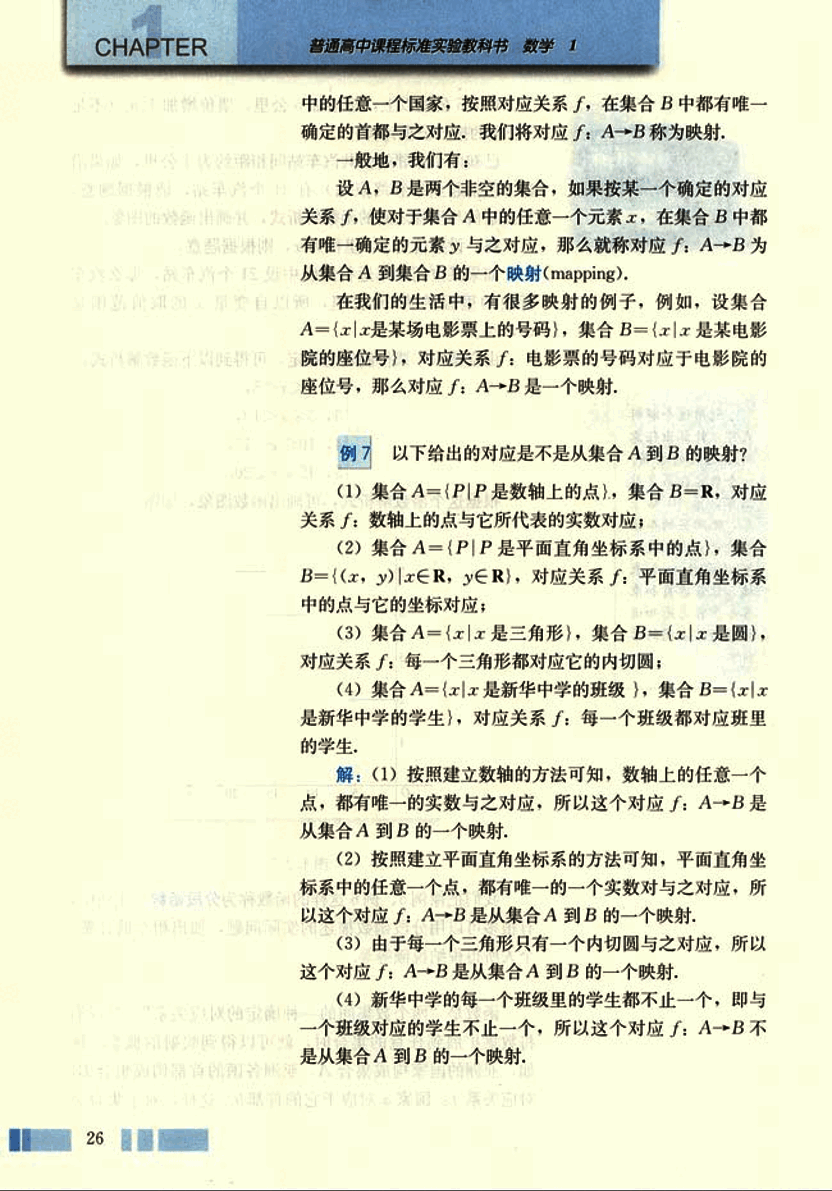 1
CHAPTER
普通高中课程标准实验教科书 数学 1
中的任意一个国家，按照对应关系 f，在集合 B 中都有唯一
确定的首都与之对应. 我们将对应 f：A→B 称为映射.
一般地，我们有：
设 A，B 是两个非空的集合，如果按某一个确定的对应
关系 f，使对于集合 A 中的任意一个元素 x，在集合 B 中都
有唯一确定的元素 y 与之对应，那么就称对应 f：A→B 为
从集合 A 到集合 B 的一个映射(mapping).
在我们的生活中，有很多映射的例子，例如，设集合
A={x|x是某场电影票上的号码}，集合 B={x|x 是某电影
院的座位号}，对应关系 f：电影票的号码对应于电影院的
座位号，那么对应 f：A→B 是一个映射.
例 7 以下给出的对应是不是从集合 A 到 B 的映射？
（1）集合 A={P|P 是数轴上的点}，集合 B=R，对应
关系 f：数轴上的点与它所代表的实数对应；
（2）集合 A={P|P 是平面直角坐标系中的点}，集合
B={(x，y)|x∈R，y∈R}，对应关系 f：平面直角坐标系
中的点与它的坐标对应；
（3）集合 A={x|x 是三角形}，集合 B={x|x 是圆}，
对应关系 f：每一个三角形都对应它的内切圆；
（4）集合 A={x|x 是新华中学的班级 }，集合 B={x|x
是新华中学的学生}，对应关系 f：每一个班级都对应班里
的学生.
解：（1）按照建立数轴的方法可知，数轴上的任意一个
点，都有唯一的实数与之对应，所以这个对应 f：A→B 是
从集合 A 到 B 的一个映射.
（2）按照建立平面直角坐标系的方法可知，平面直角坐
标系中的任意一个点，都有唯一的一个实数对与之对应，所
以这个对应 f：A→B 是从集合 A 到 B 的一个映射.
（3）由于每一个三角形只有一个内切圆与之对应，所以
这个对应 f：A→B 是从集合 A 到 B 的一个映射.
（4）新华中学的每一个班级里的学生都不止一个，即与
一个班级对应的学生不止一个，所以这个对应 f：A→B 不
是从集合 A 到 B 的一个映射.
26